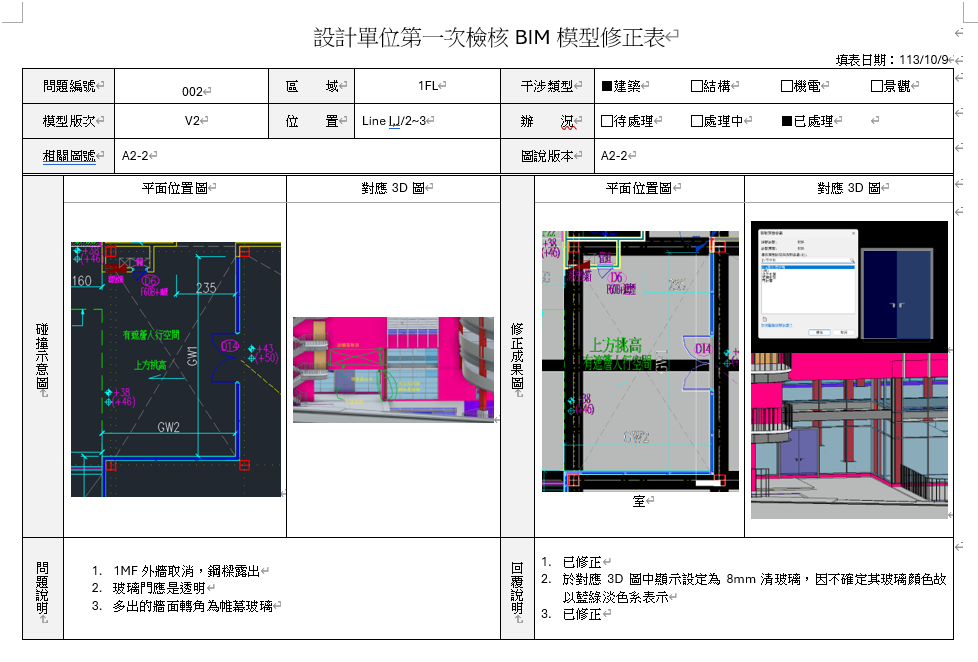 設計單位第一次檢核 BIM 模型修正表
填表日期：113/10/9
問題編號 002 區 域 1FL 干涉類型 ■建築 □結構 □機電 □景觀
模型版次 V2 位 置 Line I,J/2~3 辦 況 □待處理 □處理中 ■已處理
相關圖號 A2-2 圖說版本 A2-2
碰撞示意圖
平面位置圖 對應 3D 圖
160
235
D6
有遮簷人行空間
D14
GW1
+43
(+50)
上方挑高
+38
(+46)
GW2
修正成果圖
平面位置圖 對應 3D 圖
D6
235
上方挑高
有遮簷人行空間
D14
GW1
GW2
室
問題說明
1. 1MF 外牆取消，鋼樑露出
2. 玻璃門應是透明
3. 多出的牆面轉角為帷幕玻璃
回覆說明
1. 已修正
2. 於對應 3D 圖中顯示設定為 8mm 清玻璃，因不確定其玻璃顏色故
以藍綠淡色系表示
3. 已修正